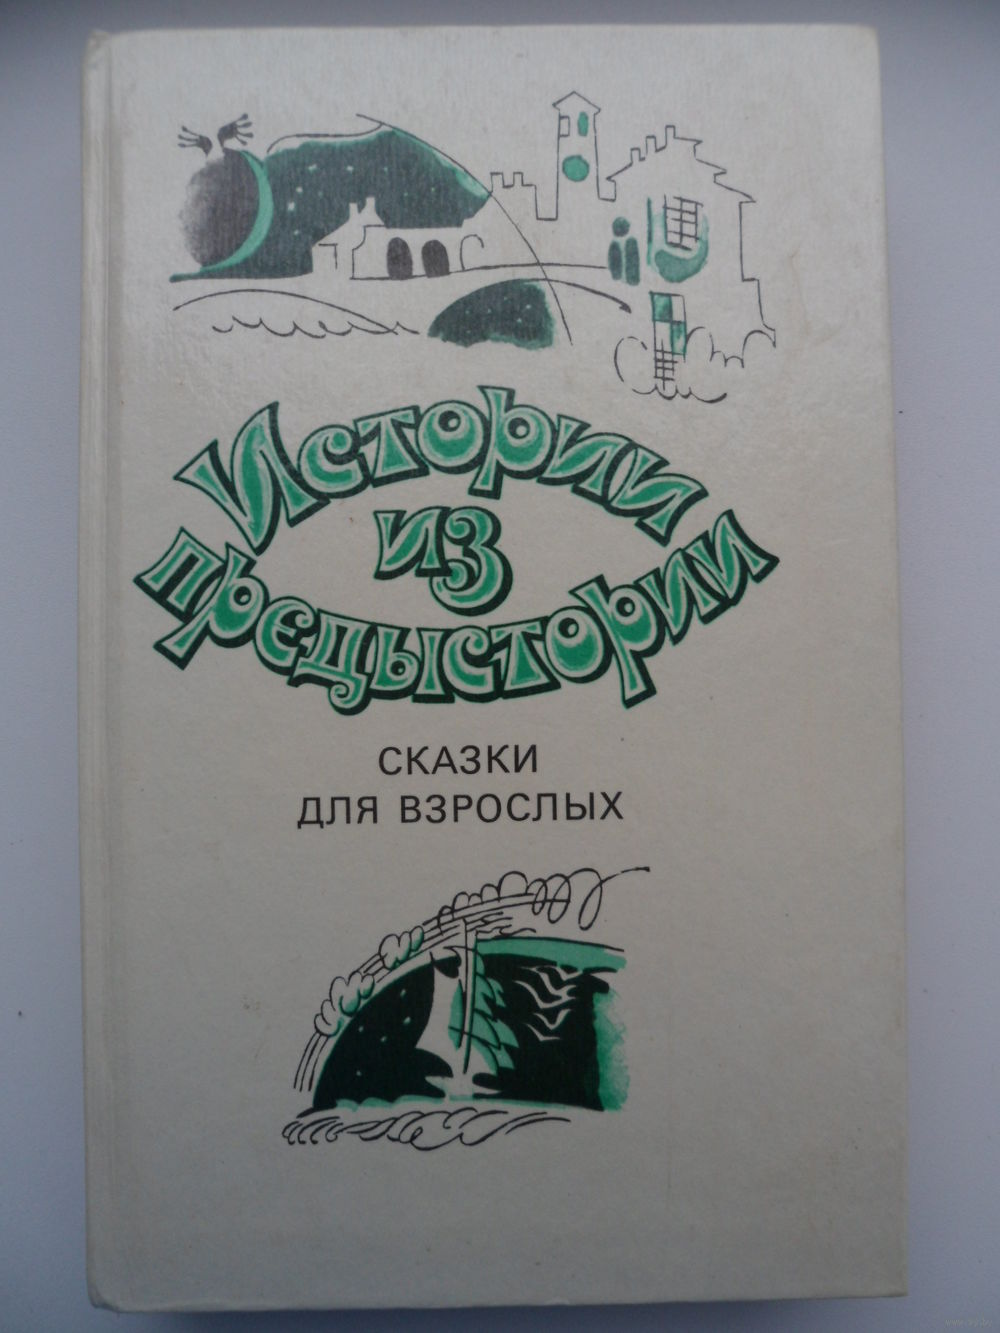 Истории
из
предыстории
СКАЗКИ
ДЛЯ ВЗРОСЛЫХ